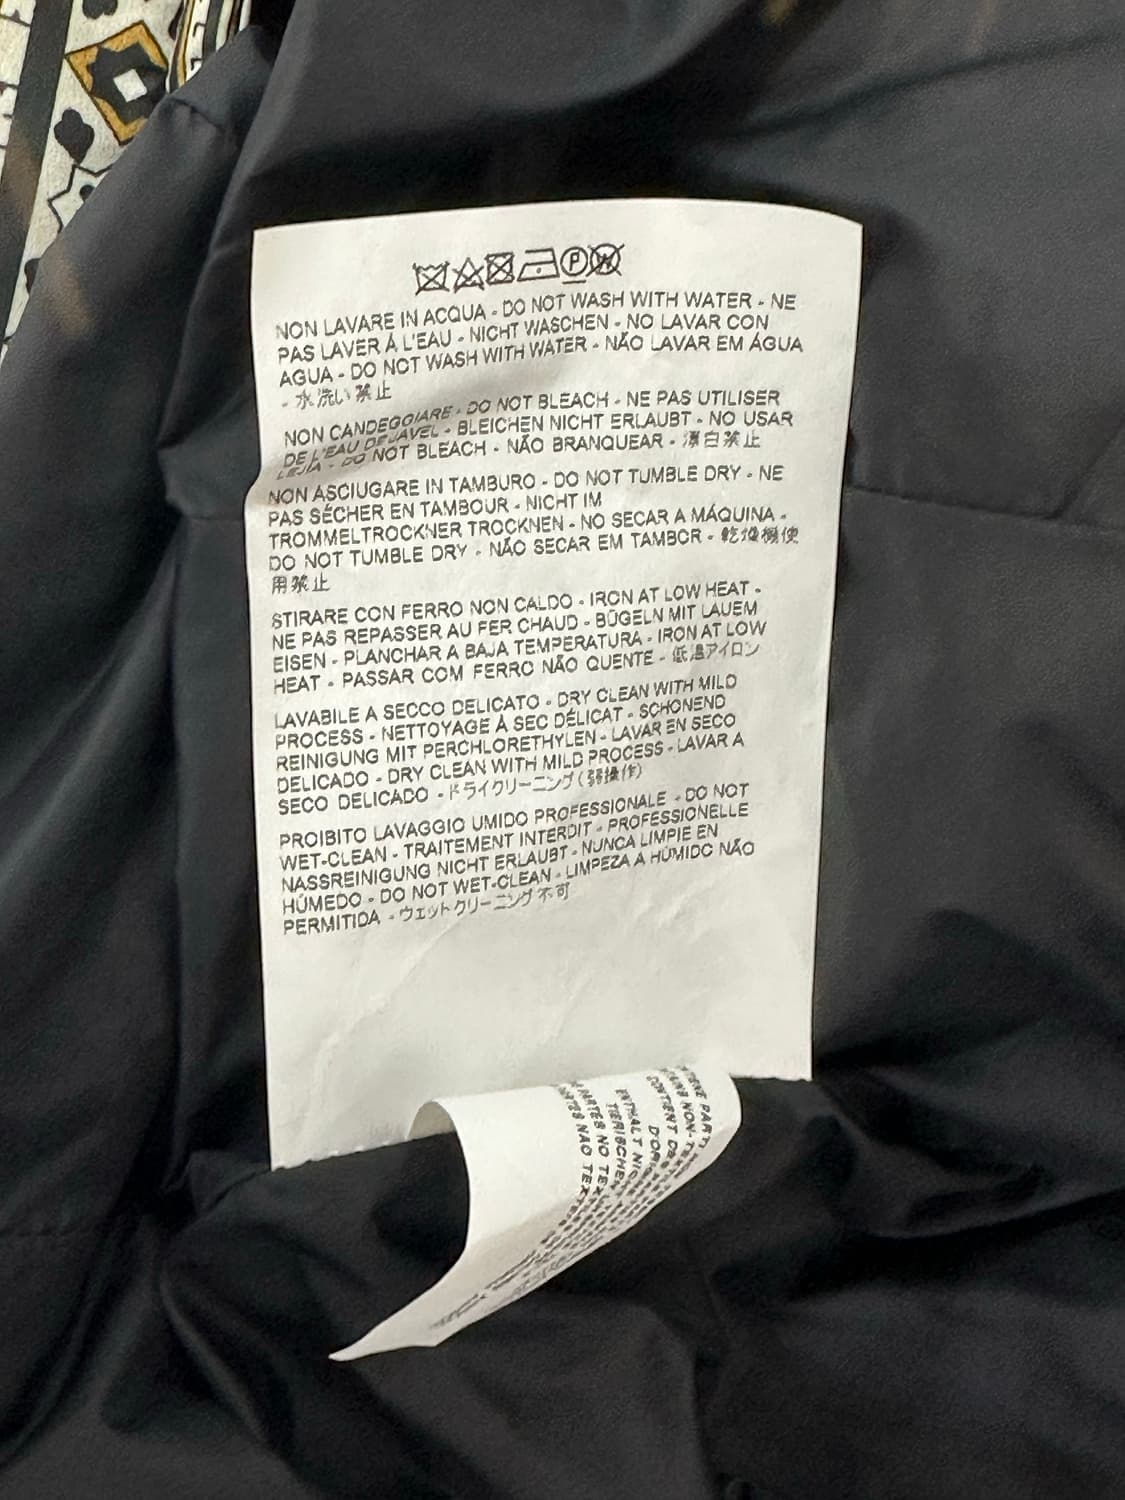 NON LAVARE IN ACQUA - DO NOT WASH WITH WATER - NE
PAS LAVER À L'EAU - NICHT WASCHEN - NO LAVAR CON
AGUA - DO NOT WASH WITH WATER - NÃO LAVAR EM ÁGUA
- 水洗い禁止
NON CANDEGGIARE - DO NOT BLEACH - NE PAS UTILISER
DE L'EAU DE JAVEL - BLEICHEN NICHT ERLAUBT - NO USAR
LEJIA - DO NOT BLEACH - NÃO BRANQUEAR - 漂白禁止
NON ASCIUGARE IN TAMBURO - DO NOT TUMBLE DRY - NE
PAS SÉCHER EN TAMBOUR - NICHT IM
TROMMELTROCKNER TROCKNEN - NO SECAR A MÁQUINA -
DO NOT TUMBLE DRY - NÃO SECAR EM TAMBOR - 乾燥機使
用禁止
STIRARE CON FERRO NON CALDO - IRON AT LOW HEAT -
NE PAS REPASSER AU FER CHAUD - BÜGELN MIT LAUEM
EISEN - PLANCHAR A BAJA TEMPERATURA - IRON AT LOW
HEAT - PASSAR COM FERRO NÃO QUENTE - 低温アイロン
LAVABILE A SECCO DELICATO - DRY CLEAN WITH MILD
PROCESS - NETTOYAGE À SEC DÉLICAT - SCHONEND
REINIGUNG MIT PERCHLORETHYLEN - LAVAR EN SECO
DELICADO - DRY CLEAN WITH MILD PROCESS - LAVAR A
SECO DELICADO - ドライクリーニング(弱操作)
PROIBITO LAVAGGIO UMIDO PROFESSIONALE - DO NOT
WET-CLEAN - TRAITEMENT INTERDIT - PROFESSIONELLE
NASSREINIGUNG NICHT ERLAUBT - NUNCA LIMPIE EN
HÚMEDO - DO NOT WET-CLEAN - LIMPEZA A HÚMIDO NÃO
PERMITIDA - ウェットクリーニング不可
PARTI
NON-
CONTIENT
ENTHALT
TIERISCHEN
PARTES NO
NAO